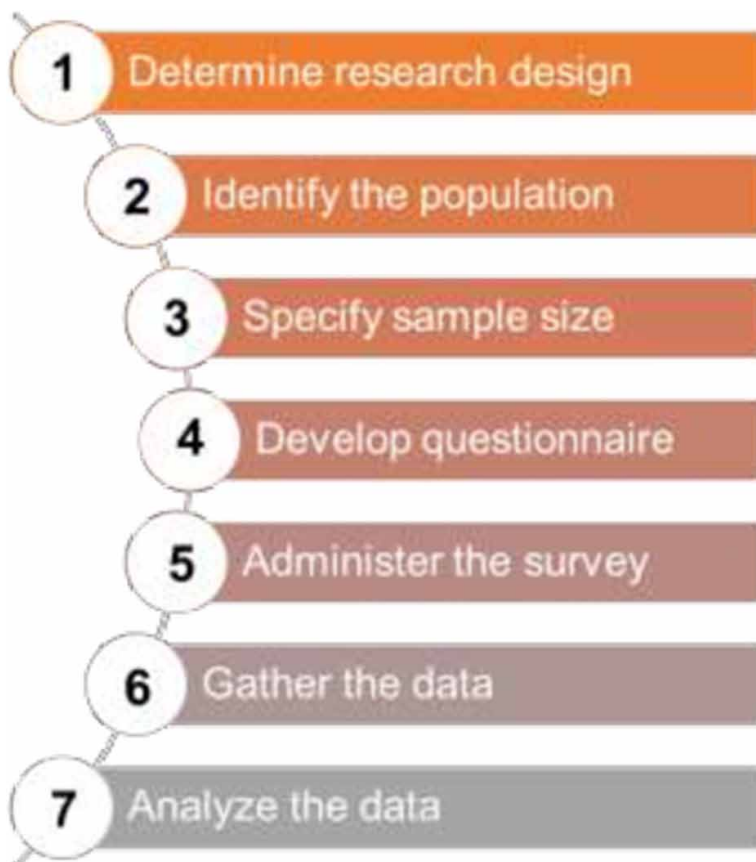 1 Determine research design
2 Identify the population
3 Specify sample size
4 Develop questionnaire
5 Administer the survey
6 Gather the data
7 Analyze the data